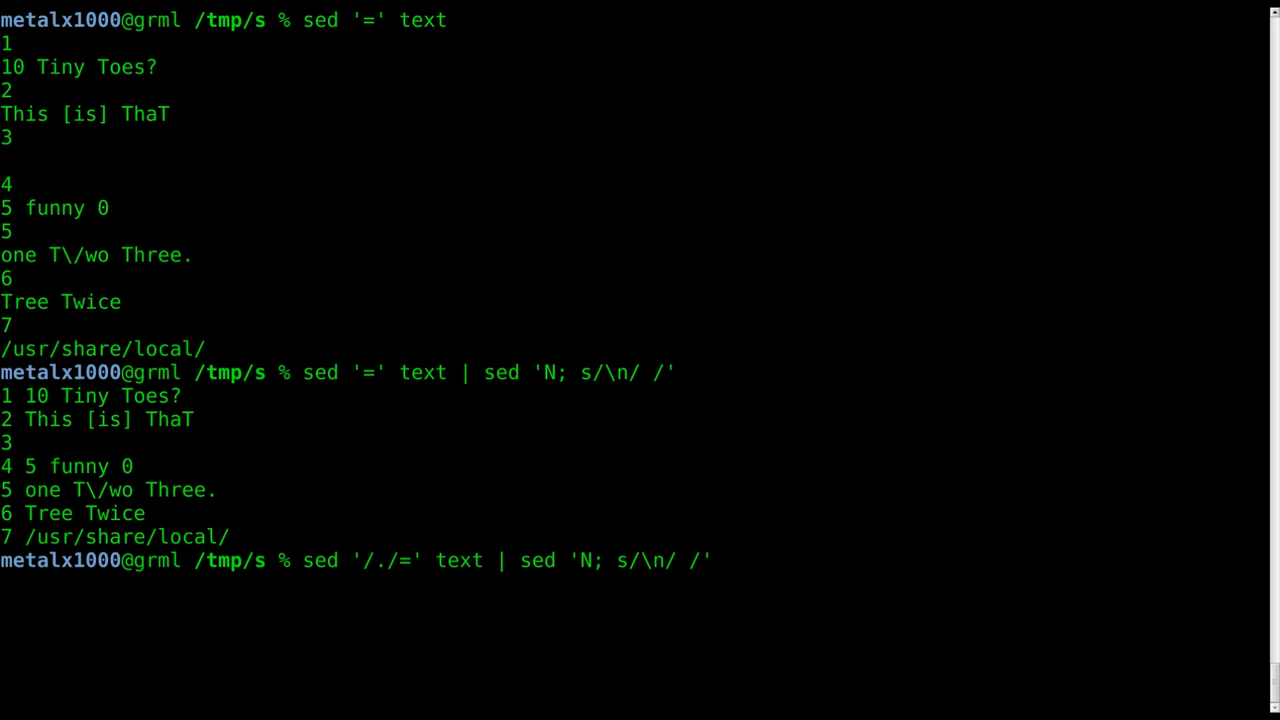 metalx1000@grml /tmp/s % sed '=' text
1
10 Tiny Toes?
2
This [is] ThaT
3
4
5 funny 0
5
one T\/wo Three.
6
Tree Twice
7
/usr/share/local/
metalx1000@grml /tmp/s % sed '=' text | sed 'N; s/\n/ /'
1 10 Tiny Toes?
2 This [is] ThaT
3
4 5 funny 0
5 one T\/wo Three.
6 Tree Twice
7 /usr/share/local/
metalx1000@grml /tmp/s % sed '/./=' text | sed 'N; s/\n/ /'